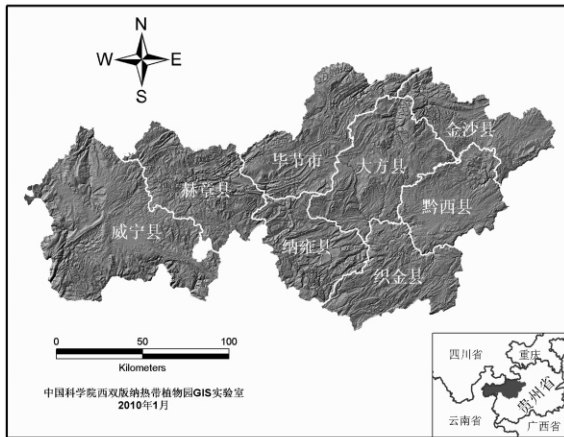 N
W E
S
金沙县
毕节市
大方县
赫章县
黔西县
威宁县
纳雍县
织金县
0 50 100
Kilometers
中国科学院西双版纳热带植物园GIS实验室
2010年1月
四川省
重庆
贵州省
云南省
广西省